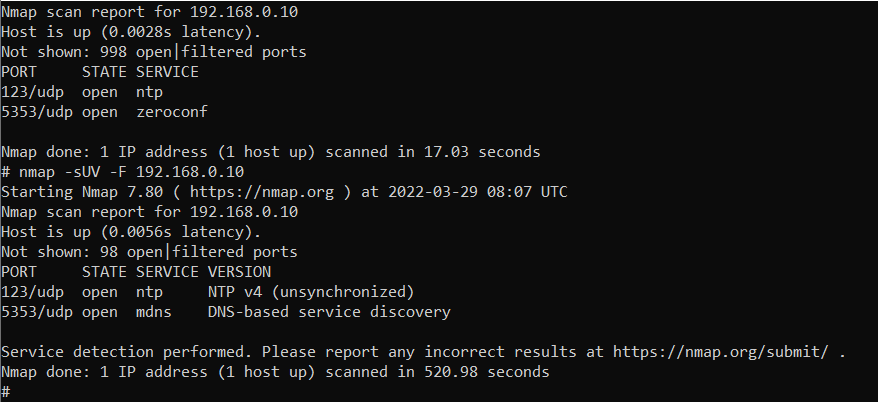 Nmap scan report for 192.168.0.10
Host is up (0.0028s latency).
Not shown: 998 open|filtered ports
PORT     STATE SERVICE
123/udp  open  ntp
5353/udp open  zeroconf

Nmap done: 1 IP address (1 host up) scanned in 17.03 seconds
# nmap -sUV -F 192.168.0.10
Starting Nmap 7.80 ( https://nmap.org ) at 2022-03-29 08:07 UTC
Nmap scan report for 192.168.0.10
Host is up (0.0056s latency).
Not shown: 98 open|filtered ports
PORT     STATE SERVICE VERSION
123/udp  open  ntp     NTP v4 (unsynchronized)
5353/udp open  mdns    DNS-based service discovery

Service detection performed. Please report any incorrect results at https://nmap.org/submit/ .
Nmap done: 1 IP address (1 host up) scanned in 520.98 seconds
#